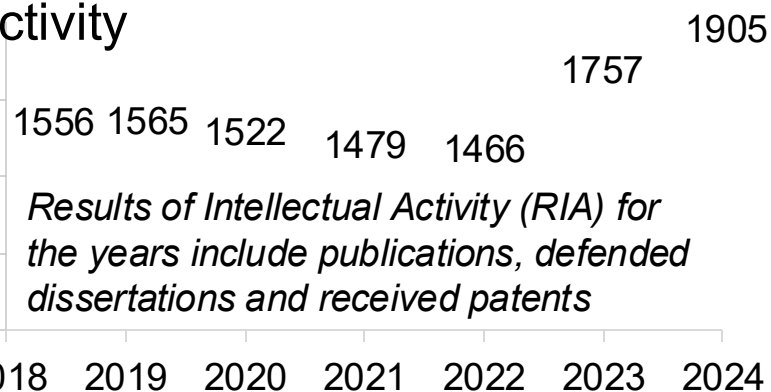 ctivity
1905
1757
1556 1565 1522 1479 1466
Results of Intellectual Activity (RIA) for
the years include publications, defended
dissertations and received patents
018 2019 2020 2021 2022 2023 2024